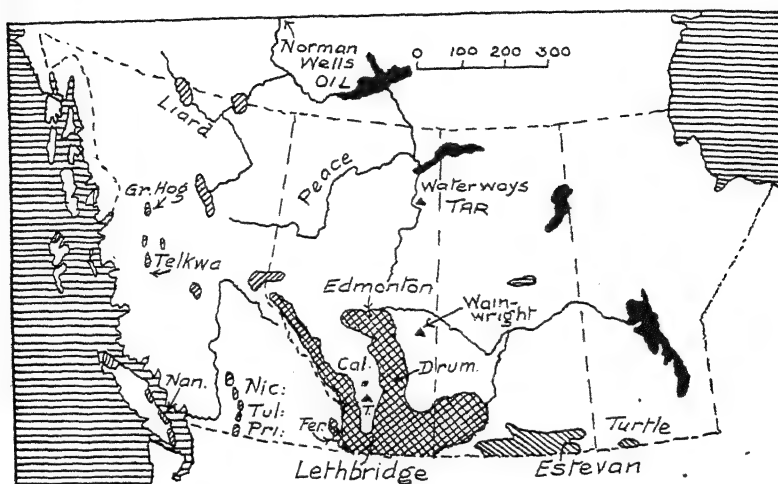 Norman
Wells
OIL
0 100 200 300
Liard
Peace
Gr. Hog
Waterways
TAR
Telkwa
Edmonton
Wain-
wright
Cal.
Drum.
T.
Nan.
Nic:
Tul:
Pri:
Fer.
Turtle
Lethbridge
Estevan